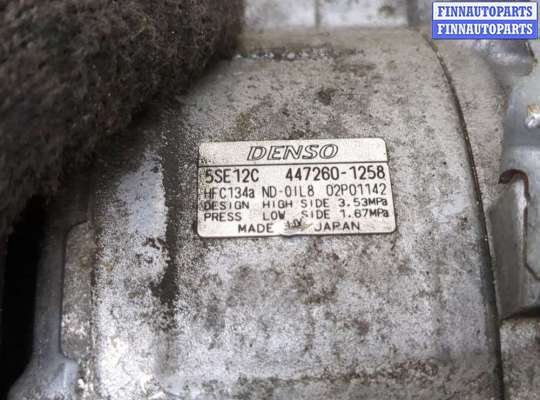 FINNAUTOPARTS
FINNAUTOPARTS
DENSO
5SE12C 447260-1258
HFC134a ND-OIL8 02P01142
DESIGN HIGH SIDE 3.53MPa
PRESS LOW SIDE 1.67MPa
MADE IN JAPAN